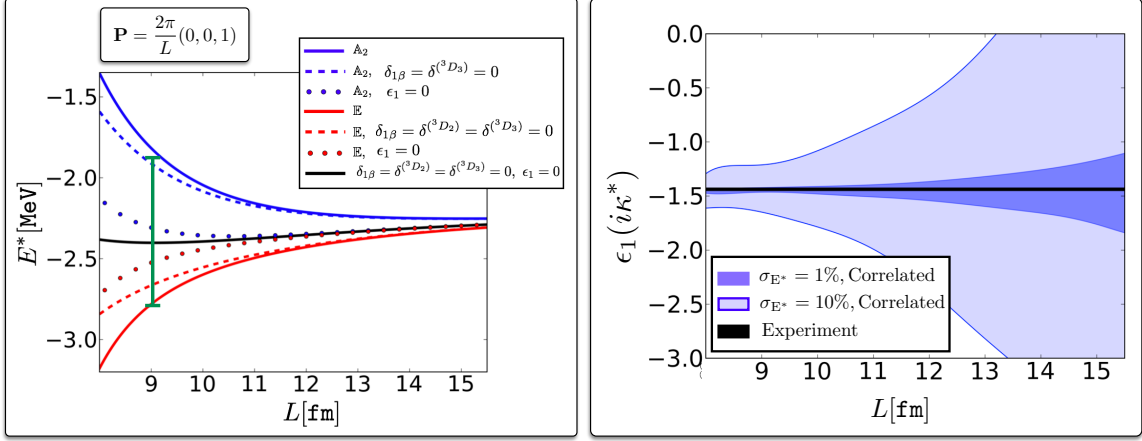 P = 2π/L (0, 0, 1)
𝔸₂
𝔸₂, δ₁β = δ^(³D₃) = 0
𝔸₂, ϵ₁ = 0
𝔼
𝔼, δ₁β = δ^(³D₂) = δ^(³D₃) = 0
𝔼, ϵ₁ = 0
δ₁β = δ^(³D₂) = δ^(³D₃) = 0, ϵ₁ = 0
E*[MeV]
−1.5
−2.0
−2.5
−3.0
9 10 11 12 13 14 15
L[fm]
ϵ₁(iκ*)
0.0
−0.5
−1.0
−1.5
−2.0
−2.5
−3.0
σ_E* = 1%, Correlated
σ_E* = 10%, Correlated
Experiment
9 10 11 12 13 14 15
L[fm]